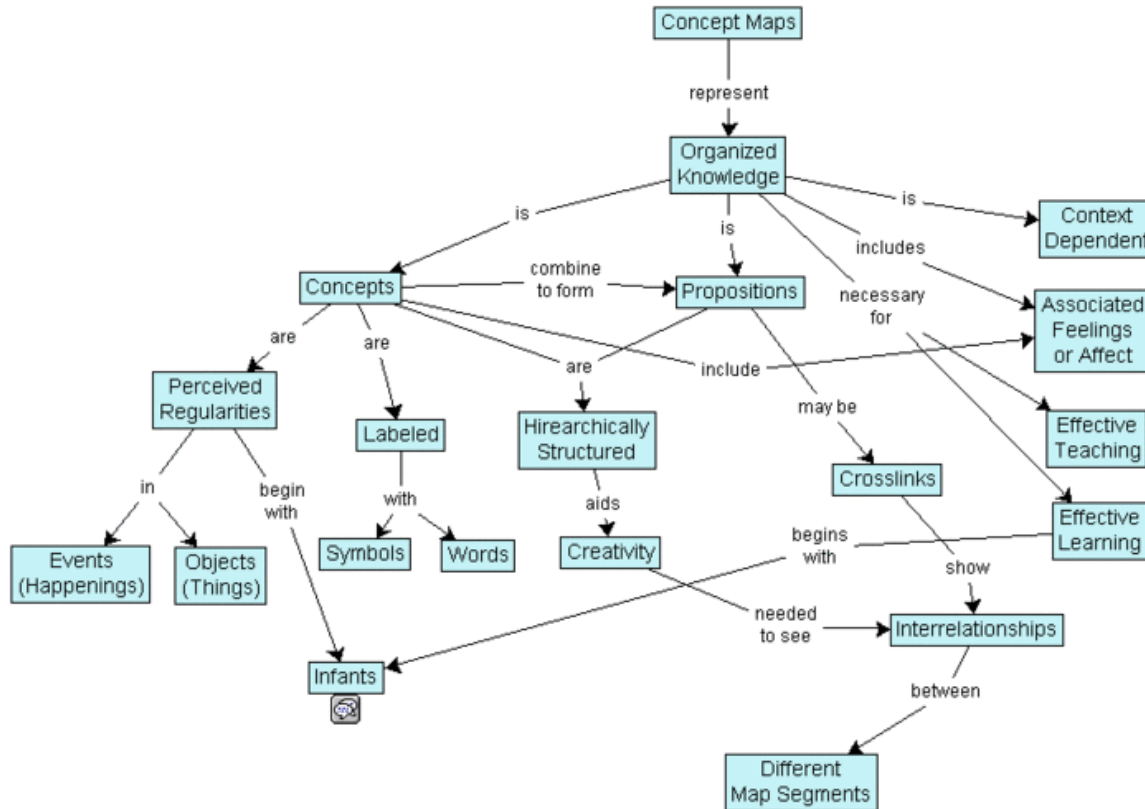 Concept Maps
represent
Organized
Knowledge
is
is
is
Context
Dependent
includes
combine
to form
Concepts
Propositions
necessary
for
Associated
Feelings
or Affect
are
are
are
include
Perceived
Regularities
may be
Labeled
Hirearchically
Structured
Effective
Teaching
Crosslinks
in
begin
with
with
aids
Effective
Learning
Events
(Happenings)
Objects
(Things)
Symbols
Words
Creativity
begins
with
show
needed
to see
Interrelationships
Infants
between
Different
Map Segments